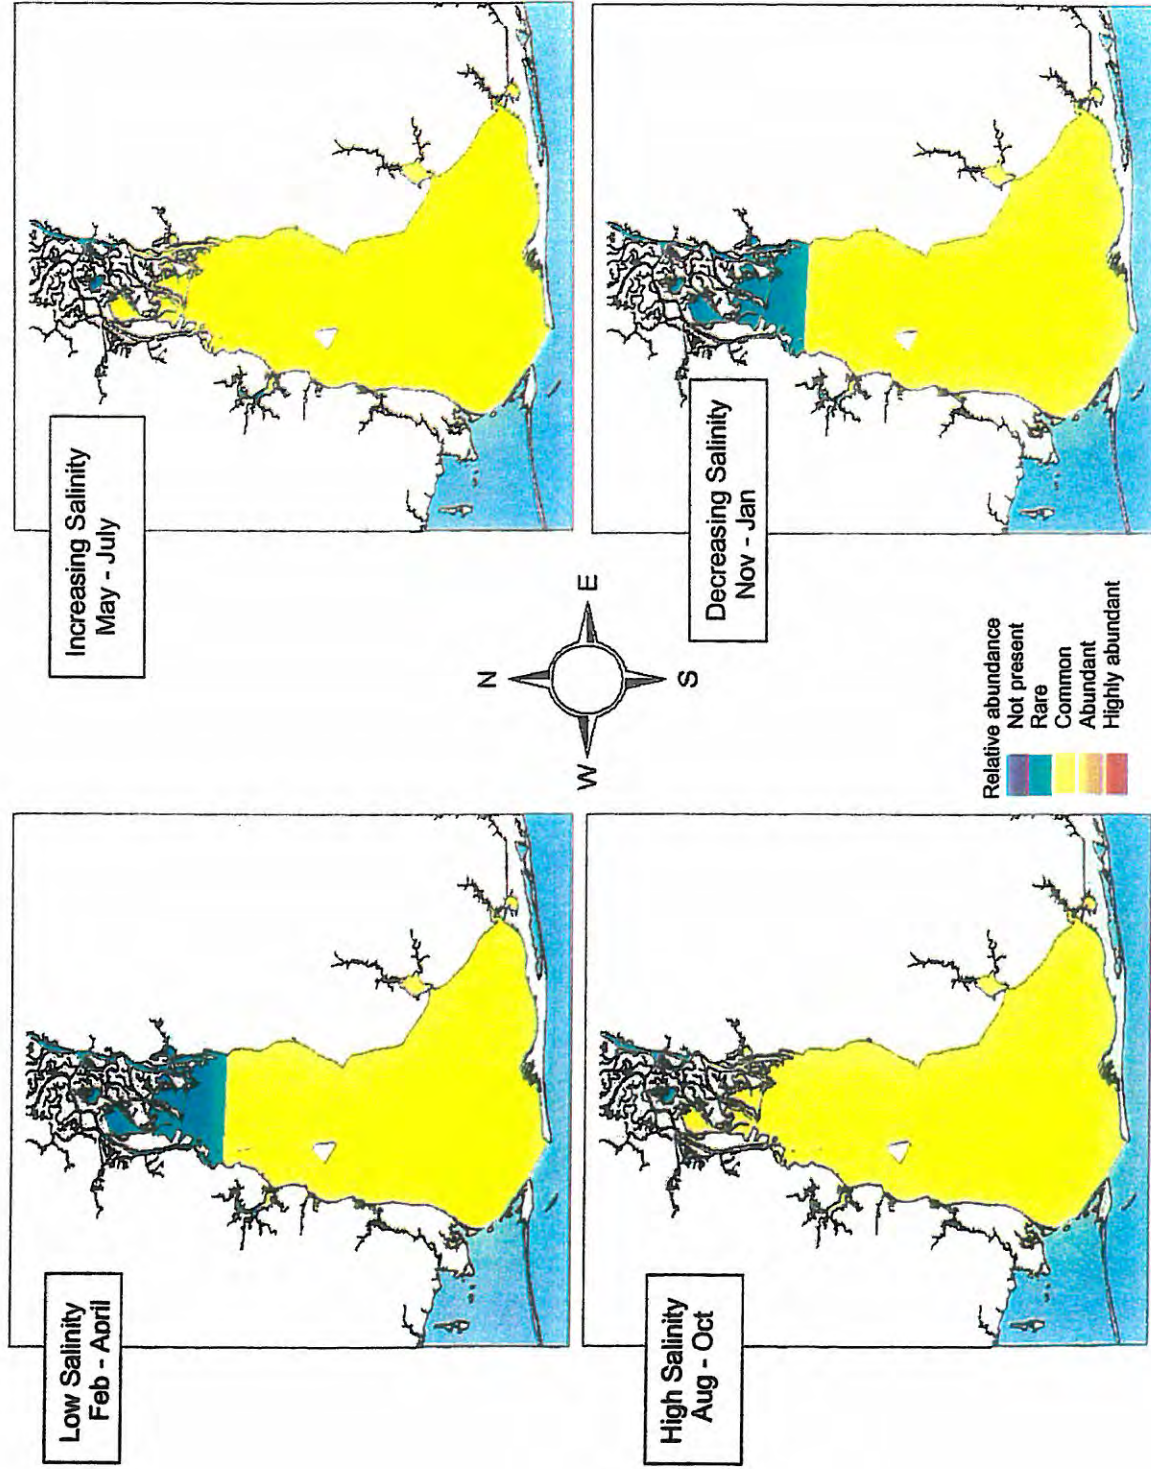 Low Salinity
Feb - April
Increasing Salinity
May - July
N
W
E
S
High Salinity
Aug - Oct
Relative abundance
Not present
Rare
Common
Abundant
Highly abundant
Decreasing Salinity
Nov - Jan